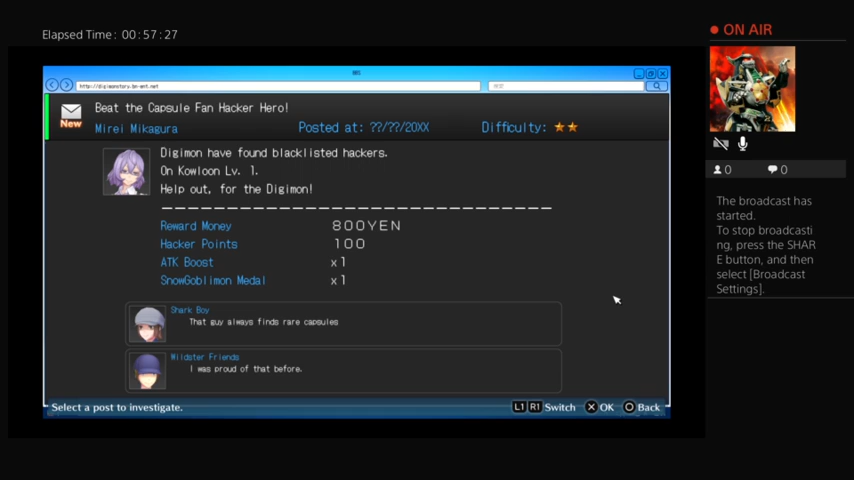 Elapsed Time: 00:57:27
ON AIR
http://digimonstory.bn-ent.net
Beat the Capsule Fan Hacker Hero!
New
Mirei Mikagura
Posted at: ??/??/20XX
Difficulty: ★★
Digimon have found blacklisted hackers.
On Kowloon Lv. 1.
Help out, for the Digimon!
Reward Money 800YEN
Hacker Points 100
ATK Boost x1
SnowGoblimon Medal x1
Shark Boy
That guy always finds rare capsules
Wildster Friends
I was proud of that before.
Select a post to investigate.
L1 R1 Switch X OK O Back
0 0
The broadcast has
started.
To stop broadcasti
ng, press the SHAR
E button, and then
select [Broadcast
Settings].